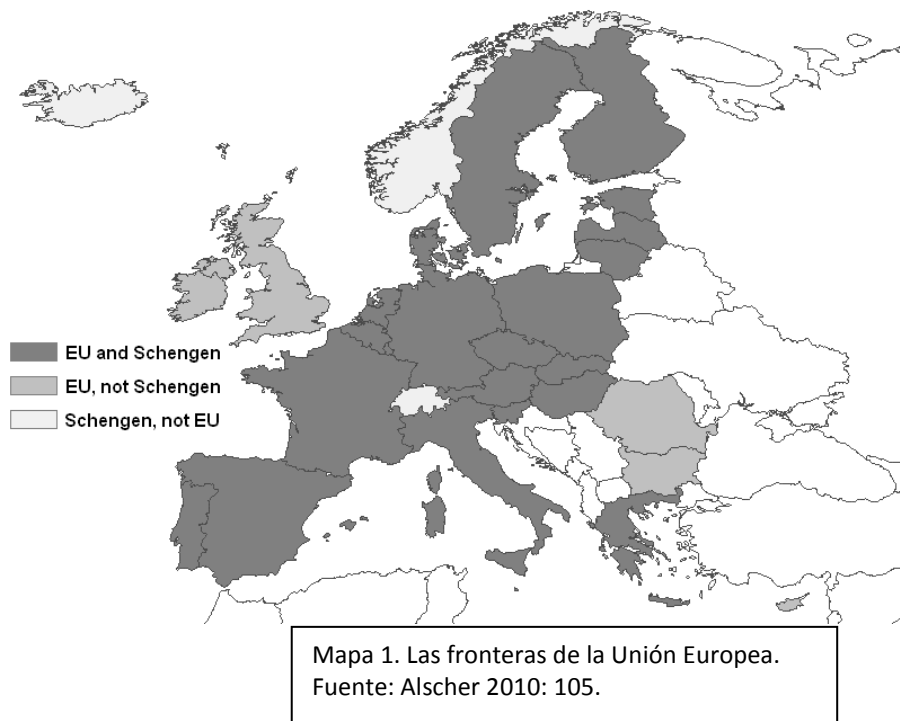 EU and Schengen
EU, not Schengen
Schengen, not EU
Mapa 1. Las fronteras de la Unión Europea.
Fuente: Alscher 2010: 105.